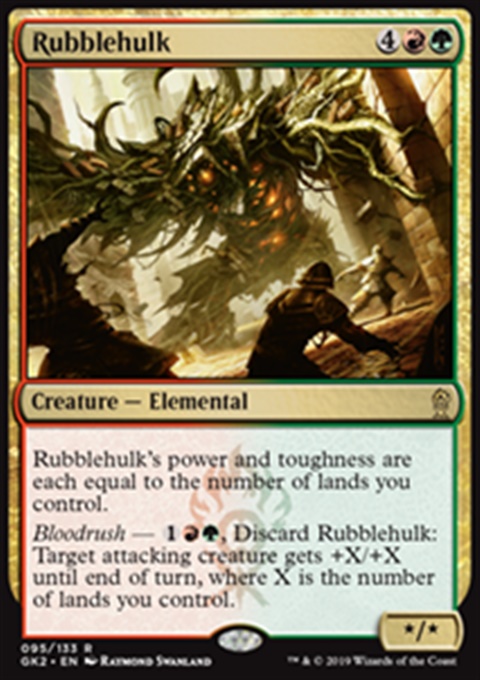 Rubblehulk 4
Creature — Elemental
Rubblehulk's power and toughness are
each equal to the number of lands you
control.
Bloodrush — 1, Discard Rubblehulk:
Target attacking creature gets +X/+X
until end of turn, where X is the number
of lands you control.
*/*
095/133 R
GK2 • EN Raymond Swanland
™ & © 2019 Wizards of the Coast